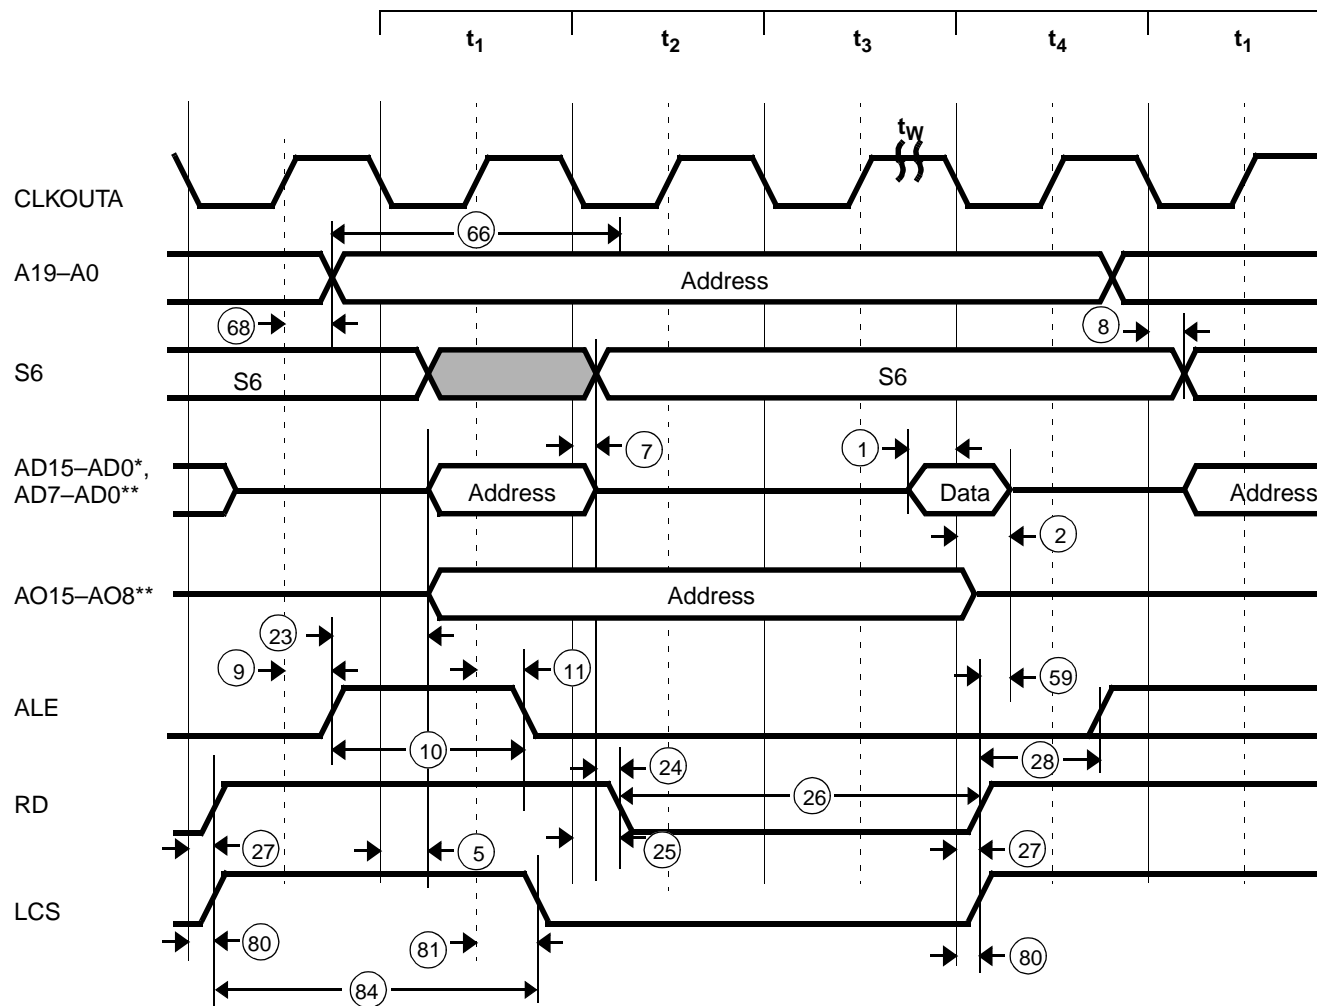 t1 t2 t3 t4 t1
tW
CLKOUTA
66
A19–A0 Address
68 8
S6 S6 S6
7 1
AD15–AD0*,
AD7–AD0** Address Data Address
2
AO15–AO8** Address
23
9 11 59
ALE
10 24 28
RD 26
27 5 25 27
LCS
80 81 80
84